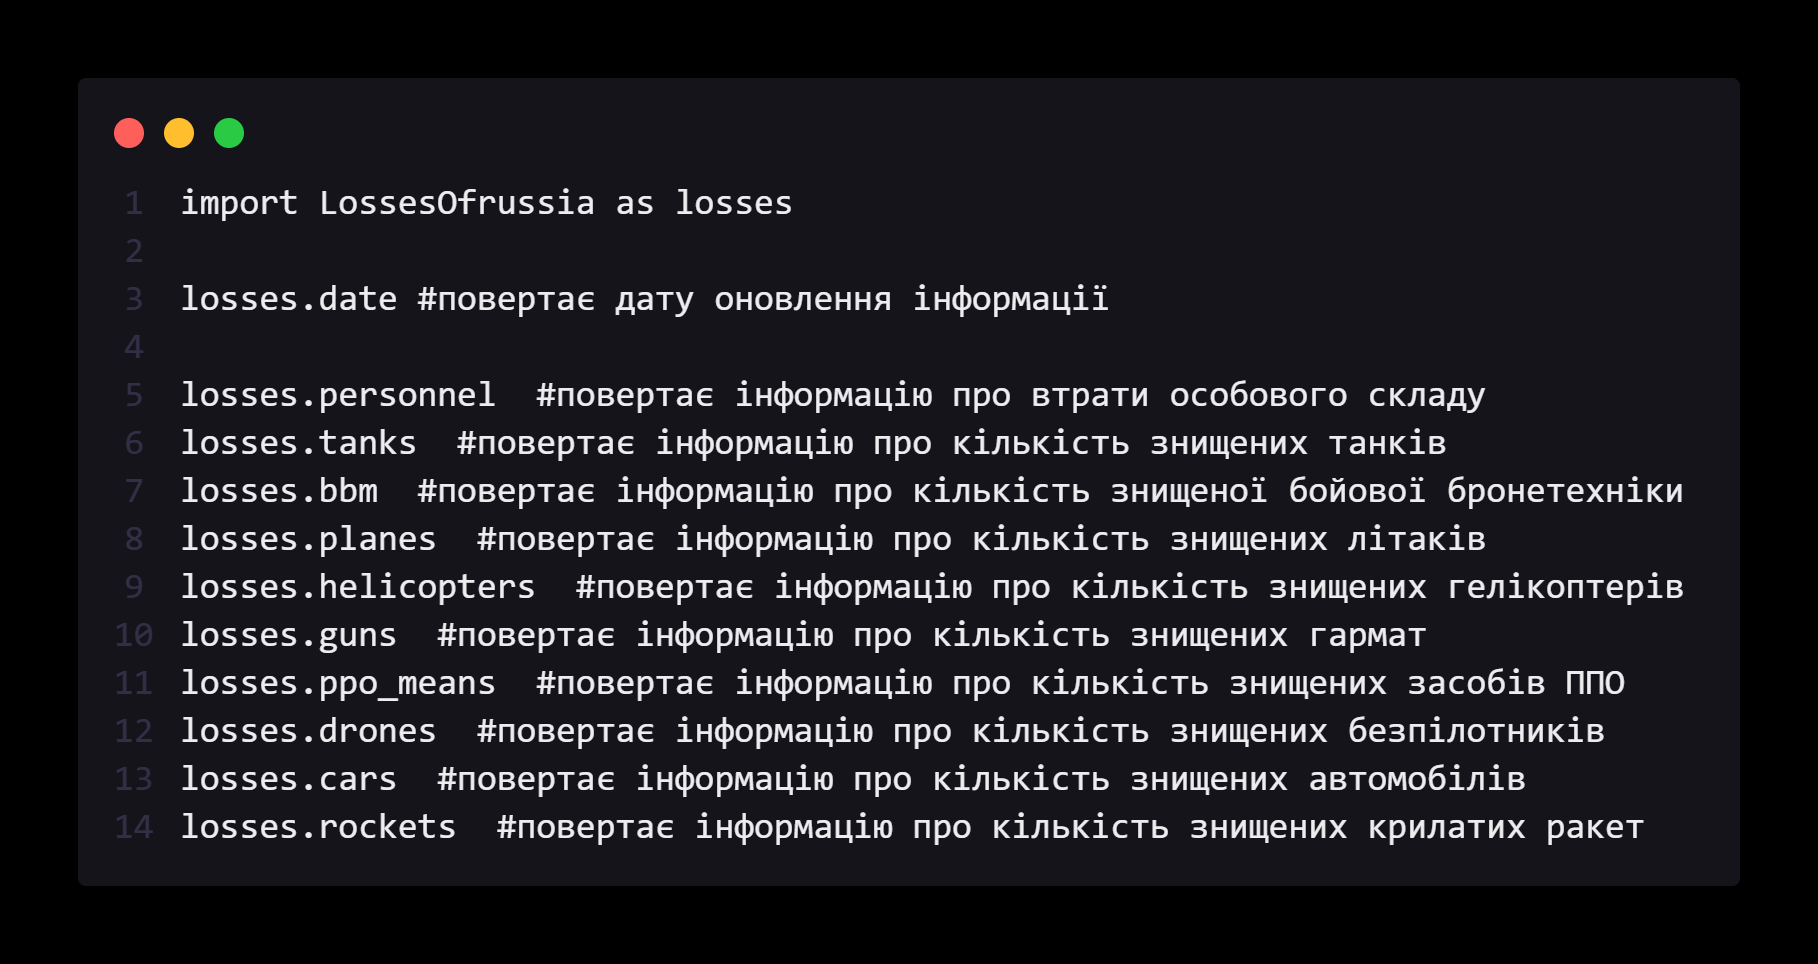 1 import LossesOfrussia as losses
2
3 losses.date #повертає дату оновлення інформації
4
5 losses.personnel  #повертає інформацію про втрати особового складу
6 losses.tanks  #повертає інформацію про кількість знищених танків
7 losses.bbm  #повертає інформацію про кількість знищеної бойової бронетехніки
8 losses.planes  #повертає інформацію про кількість знищених літаків
9 losses.helicopters  #повертає інформацію про кількість знищених гелікоптерів
10 losses.guns  #повертає інформацію про кількість знищених гармат
11 losses.ppo_means  #повертає інформацію про кількість знищених засобів ППО
12 losses.drones  #повертає інформацію про кількість знищених безпілотників
13 losses.cars  #повертає інформацію про кількість знищених автомобілів
14 losses.rockets  #повертає інформацію про кількість знищених крилатих ракет